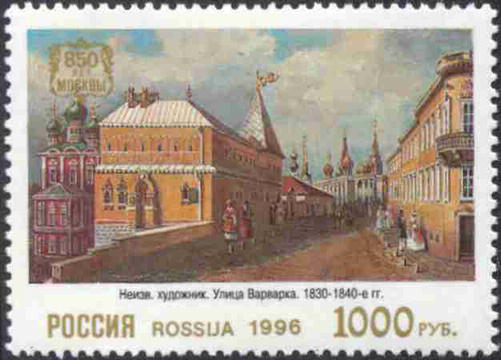 850
ЛЕТ
МОСКВЫ
Неизв. художник. Улица Варварка. 1830-1840-е гг.
РОССИЯ ROSSIJA 1996 1000 РУБ.